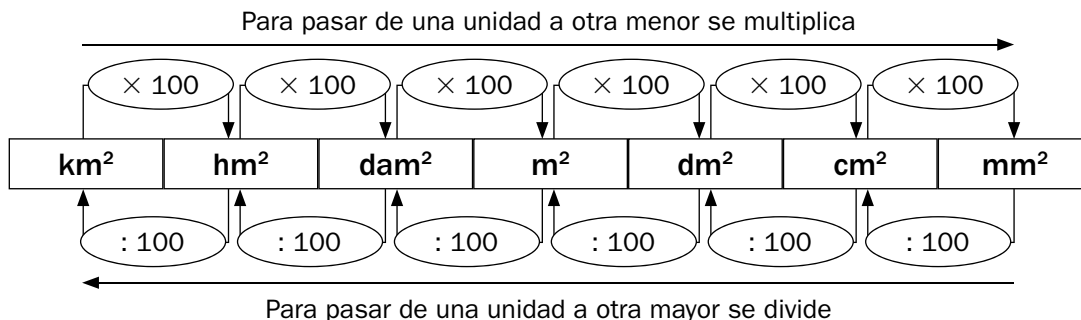 Para pasar de una unidad a otra menor se multiplica
× 100 × 100 × 100 × 100 × 100 × 100
km² hm² dam² m² dm² cm² mm²
: 100 : 100 : 100 : 100 : 100 : 100
Para pasar de una unidad a otra mayor se divide